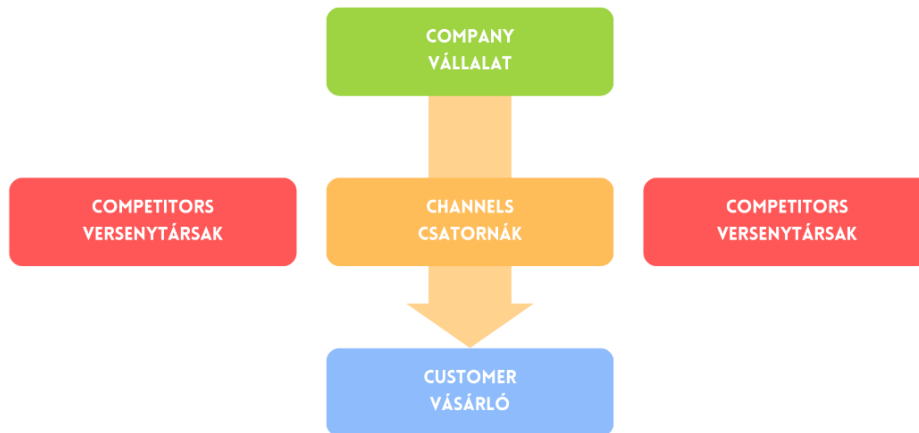 COMPANY
VÁLLALAT
COMPETITORS
VERSENYTÁRSAK
CHANNELS
CSATORNÁK
COMPETITORS
VERSENYTÁRSAK
CUSTOMER
VÁSÁRLÓ